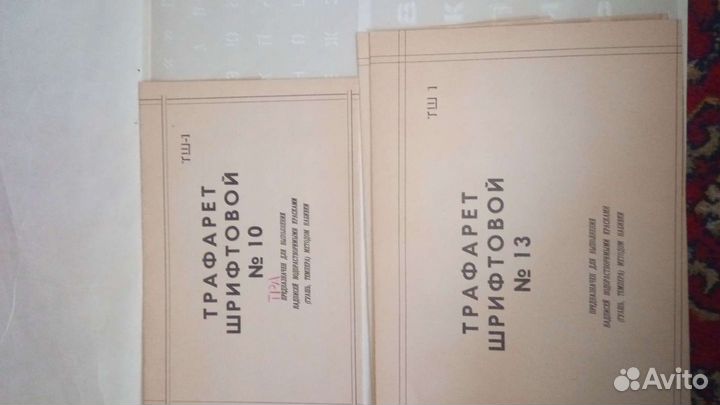 ТШ-1
ТРАФАРЕТ
ШРИФТОВОЙ
№ 10
ПРЕДНАЗНАЧЕН ДЛЯ ВЫПОЛНЕНИЯ
НАДПИСЕЙ ВОДОРАСТВОРИМЫМИ КРАСКАМИ
(ГУАШЬ, ТЕМПЕРА) МЕТОДОМ НАБИВКИ
ТШ 1
ТРАФАРЕТ
ШРИФТОВОЙ
№ 13
ПРЕДНАЗНАЧЕН ДЛЯ ВЫПОЛНЕНИЯ
НАДПИСЕЙ ВОДОРАСТВОРИМЫМИ КРАСКАМИ
(ГУАШЬ, ТЕМПЕРА) МЕТОДОМ НАБИВКИ
Avito